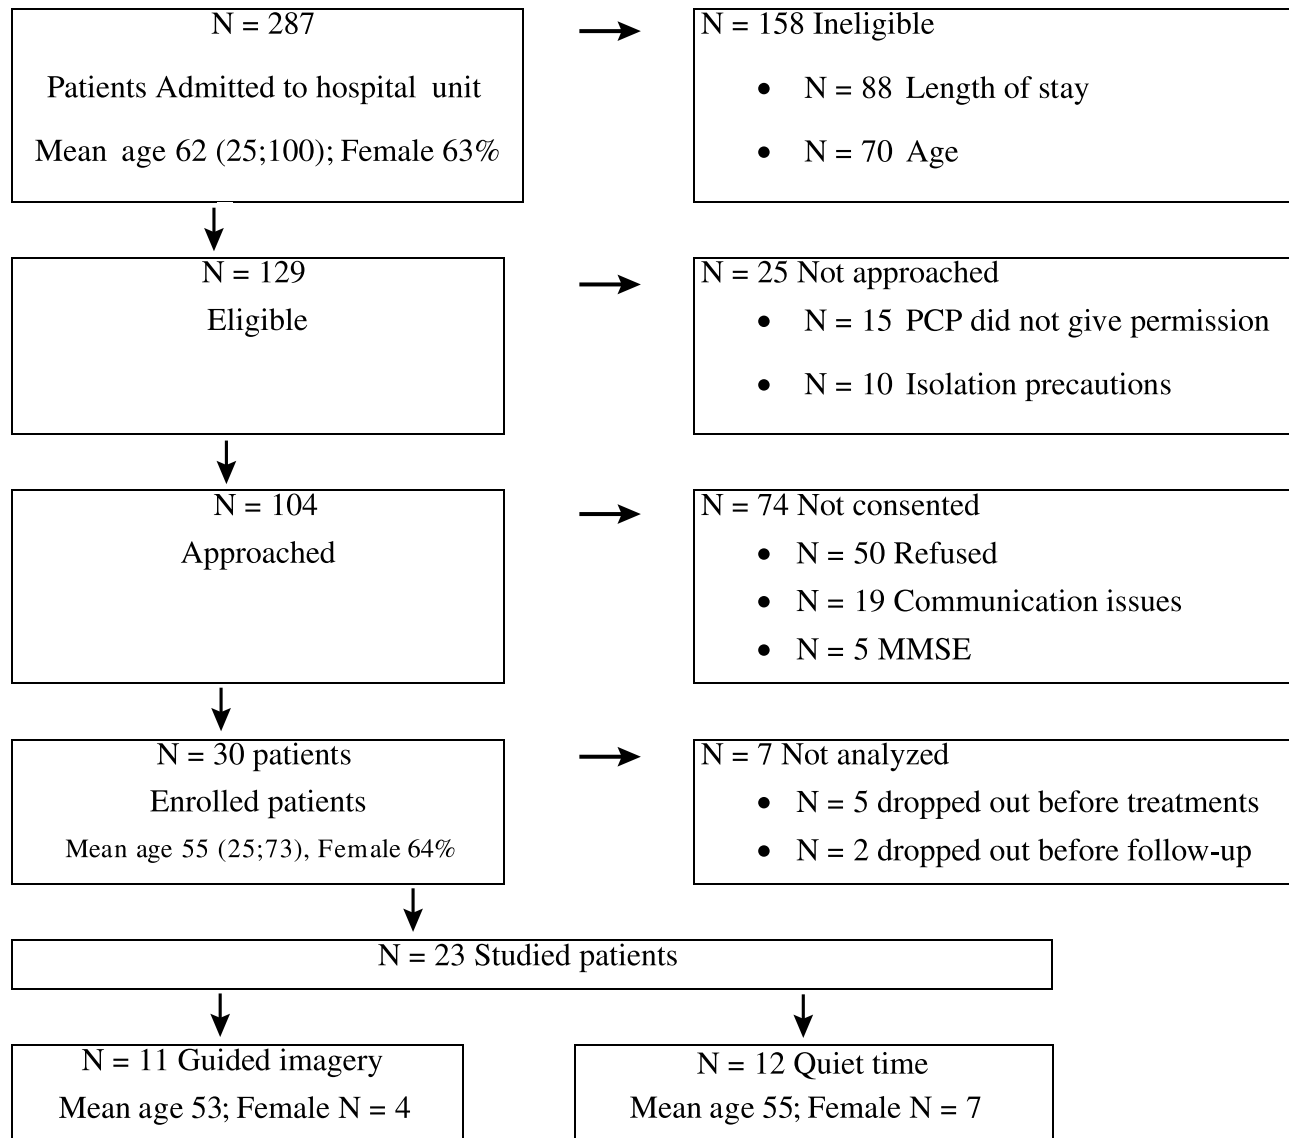 N = 287
Patients Admitted to hospital unit
Mean age 62 (25;100); Female 63%
N = 158 Ineligible
• N = 88 Length of stay
• N = 70 Age
N = 129
Eligible
N = 25 Not approached
• N = 15 PCP did not give permission
• N = 10 Isolation precautions
N = 104
Approached
N = 74 Not consented
• N = 50 Refused
• N = 19 Communication issues
• N = 5 MMSE
N = 30 patients
Enrolled patients
Mean age 55 (25;73), Female 64%
N = 7 Not analyzed
• N = 5 dropped out before treatments
• N = 2 dropped out before follow-up
N = 23 Studied patients
N = 11 Guided imagery
Mean age 53; Female N = 4
N = 12 Quiet time
Mean age 55; Female N = 7